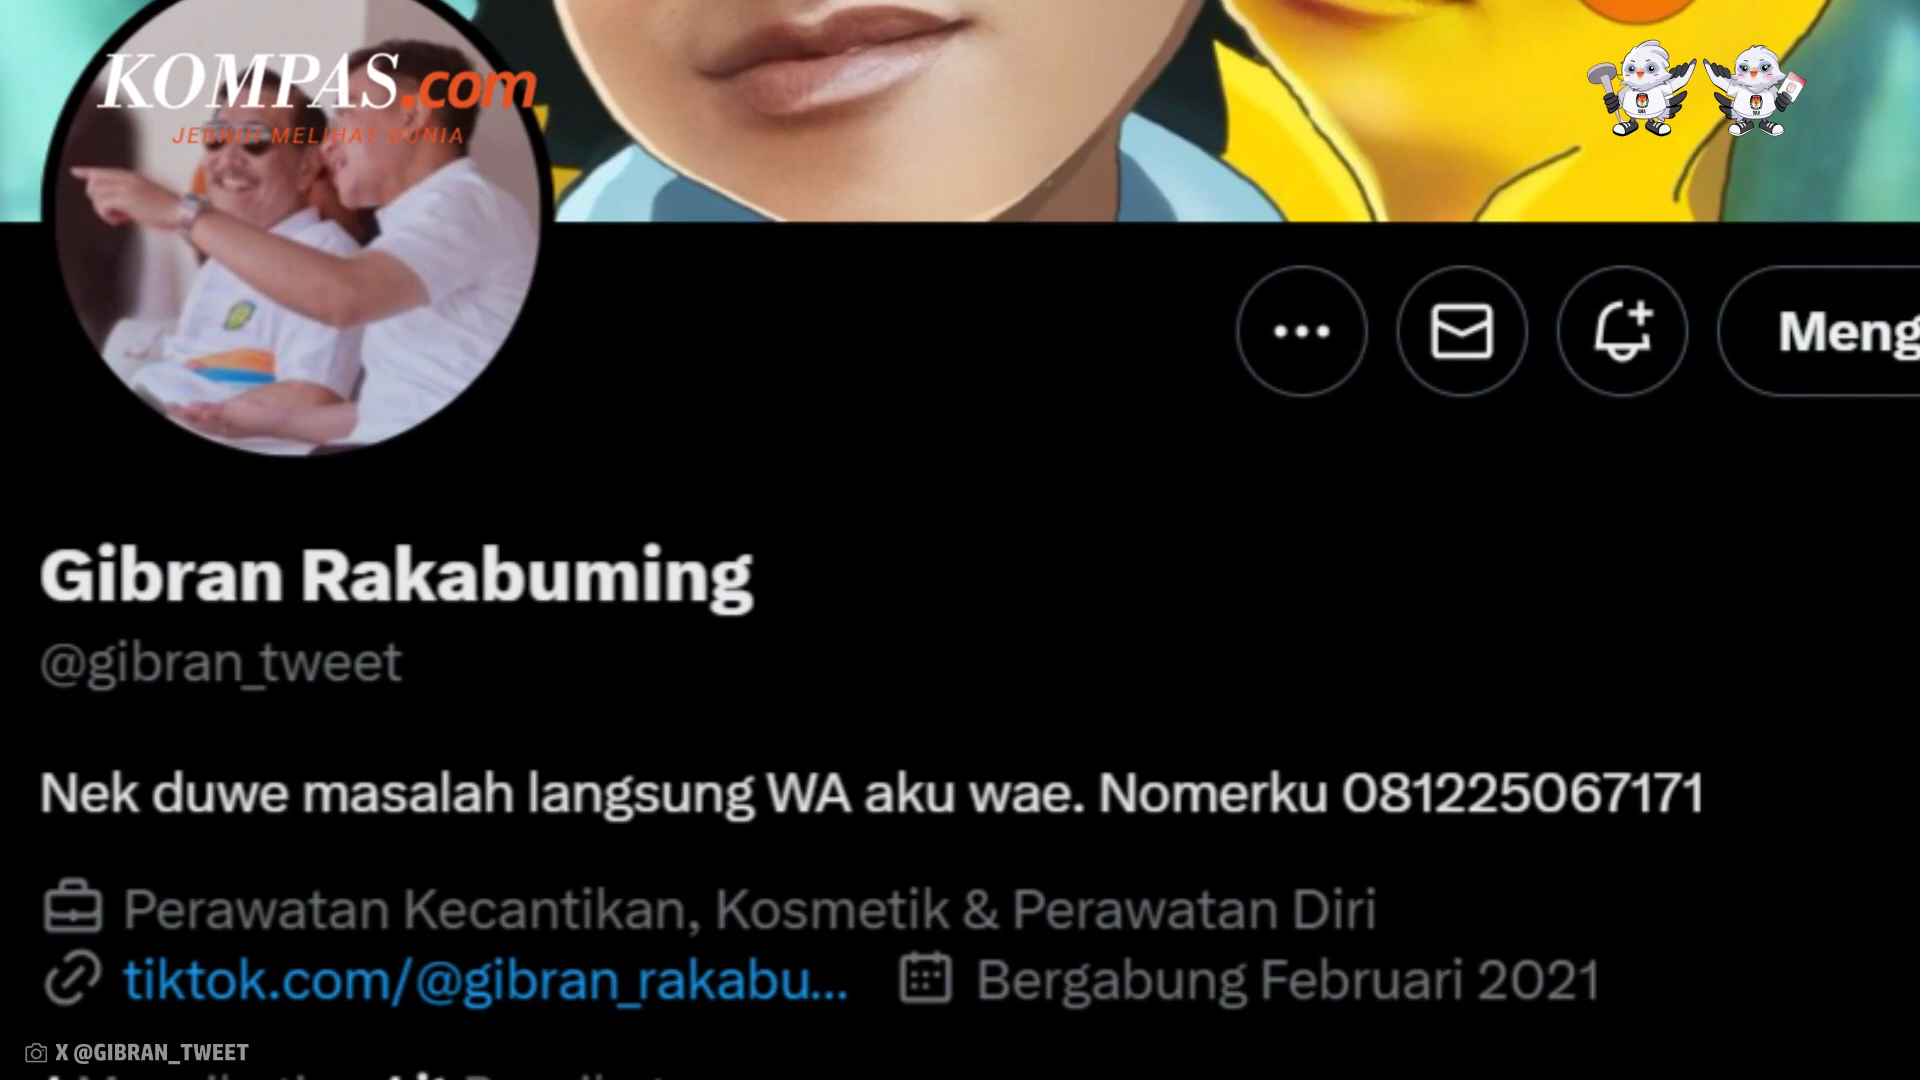 KOMPAS.com
JERNIH MELIHAT DUNIA
Meng
Gibran Rakabuming
@gibran_tweet
Nek duwe masalah langsung WA aku wae. Nomerku 081225067171
Perawatan Kecantikan, Kosmetik & Perawatan Diri
tiktok.com/@gibran_rakabu... Bergabung Februari 2021
X @GIBRAN_TWEET